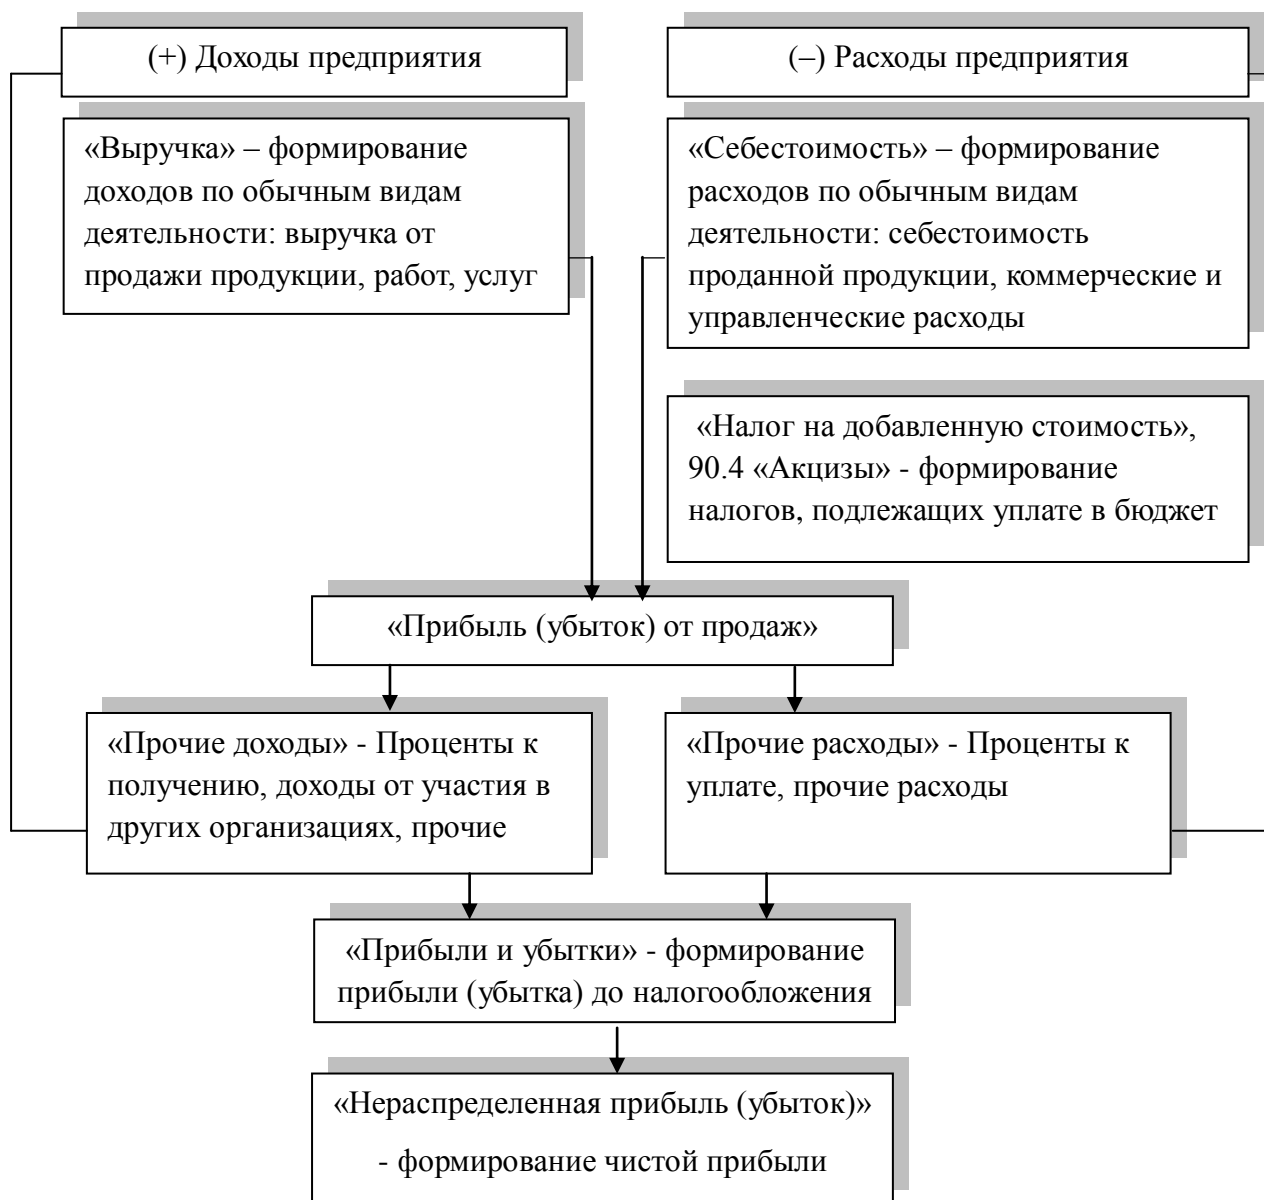 (+) Доходы предприятия
(–) Расходы предприятия
«Выручка» – формирование
доходов по обычным видам
деятельности: выручка от
продажи продукции, работ, услуг
«Себестоимость» – формирование
расходов по обычным видам
деятельности: себестоимость
проданной продукции, коммерческие и
управленческие расходы
«Налог на добавленную стоимость»,
90.4 «Акцизы» - формирование
налогов, подлежащих уплате в бюджет
«Прибыль (убыток) от продаж»
«Прочие доходы» - Проценты к
получению, доходы от участия в
других организациях, прочие
«Прочие расходы» - Проценты к
уплате, прочие расходы
«Прибыли и убытки» - формирование
прибыли (убытка) до налогообложения
«Нераспределенная прибыль (убыток)»
- формирование чистой прибыли